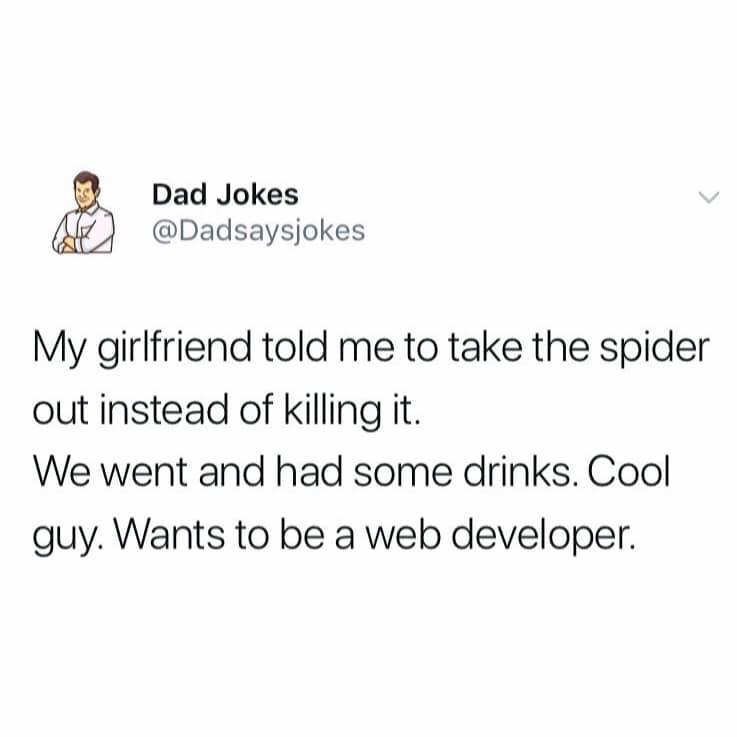 Dad Jokes
@Dadsaysjokes
My girlfriend told me to take the spider
out instead of killing it.
We went and had some drinks. Cool
guy. Wants to be a web developer.